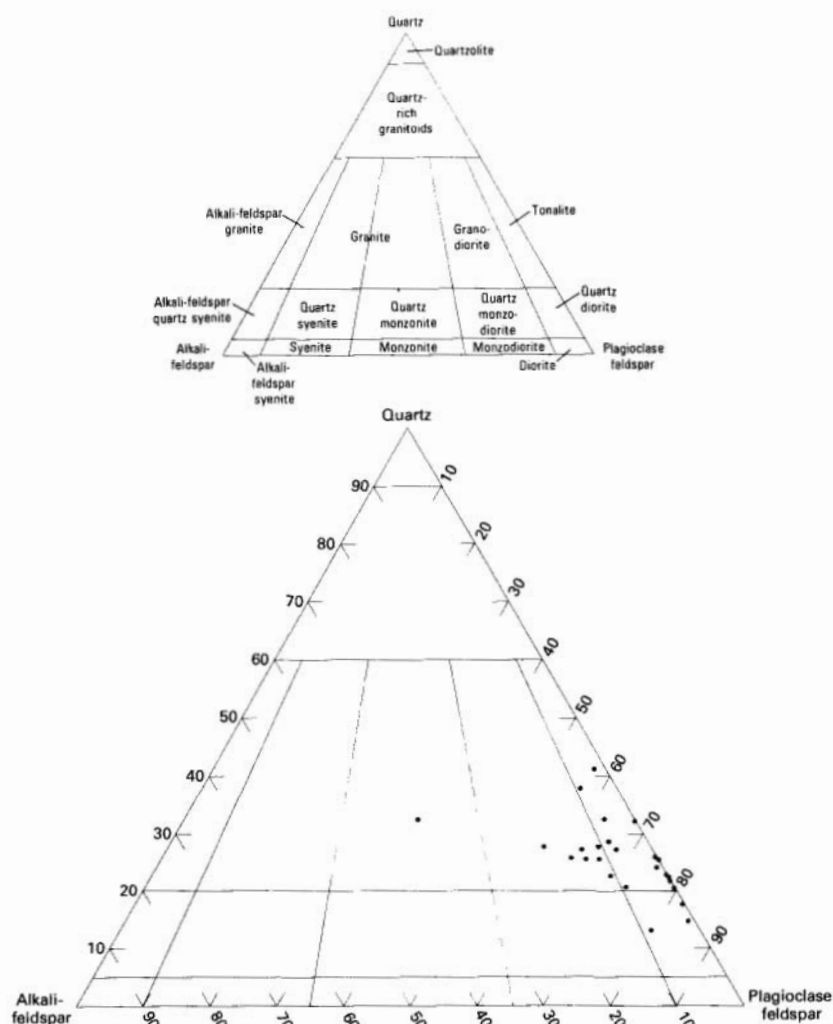 Quartz
Quartzolite
Quartz-
rich
granitoids
Alkali-feldspar
granite
Granite
Grano-
diorite
Tonalite
Alkali-feldspar
quartz syenite
Quartz
syenite
Quartz
monzonite
Quartz
monzo-
diorite
Quartz
diorite
Alkali-
feldspar
Syenite
Monzonite
Monzodiorite
Plagioclase
feldspar
Alkali-
feldspar
syenite
Diorite
Quartz
90
10
80
20
70
30
60
40
50
50
40
60
30
70
20
80
10
90
Alkali-
feldspar
90
80
70
60
50
40
30
20
10
Plagioclase
feldspar